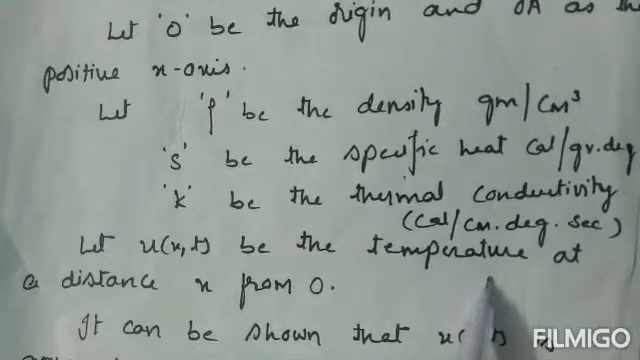 Let 'O' be the origin and OA as the
positive x-axis.
Let 'ρ' be the density gm/cm³
's' be the specific heat Cal/gr.deg
'k' be the thermal conductivity
(Cal/cm.deg.sec)
Let u(x,t) be the temperature at
a distance x from O.
It can be shown that u(
FILMIGO